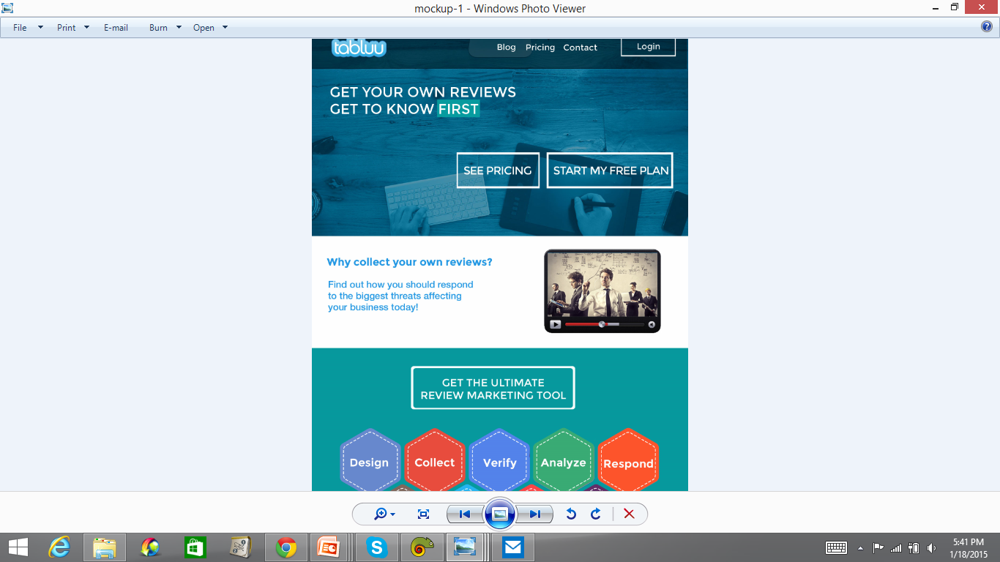 mockup-1 - Windows Photo Viewer
File Print E-mail Burn Open
tabluu
Blog Pricing Contact Login
GET YOUR OWN REVIEWS
GET TO KNOW FIRST
SEE PRICING START MY FREE PLAN
Why collect your own reviews?
Find out how you should respond
to the biggest threats affecting
your business today!
GET THE ULTIMATE
REVIEW MARKETING TOOL
Design Collect Verify Analyze Respond
5:41 PM
1/18/2015